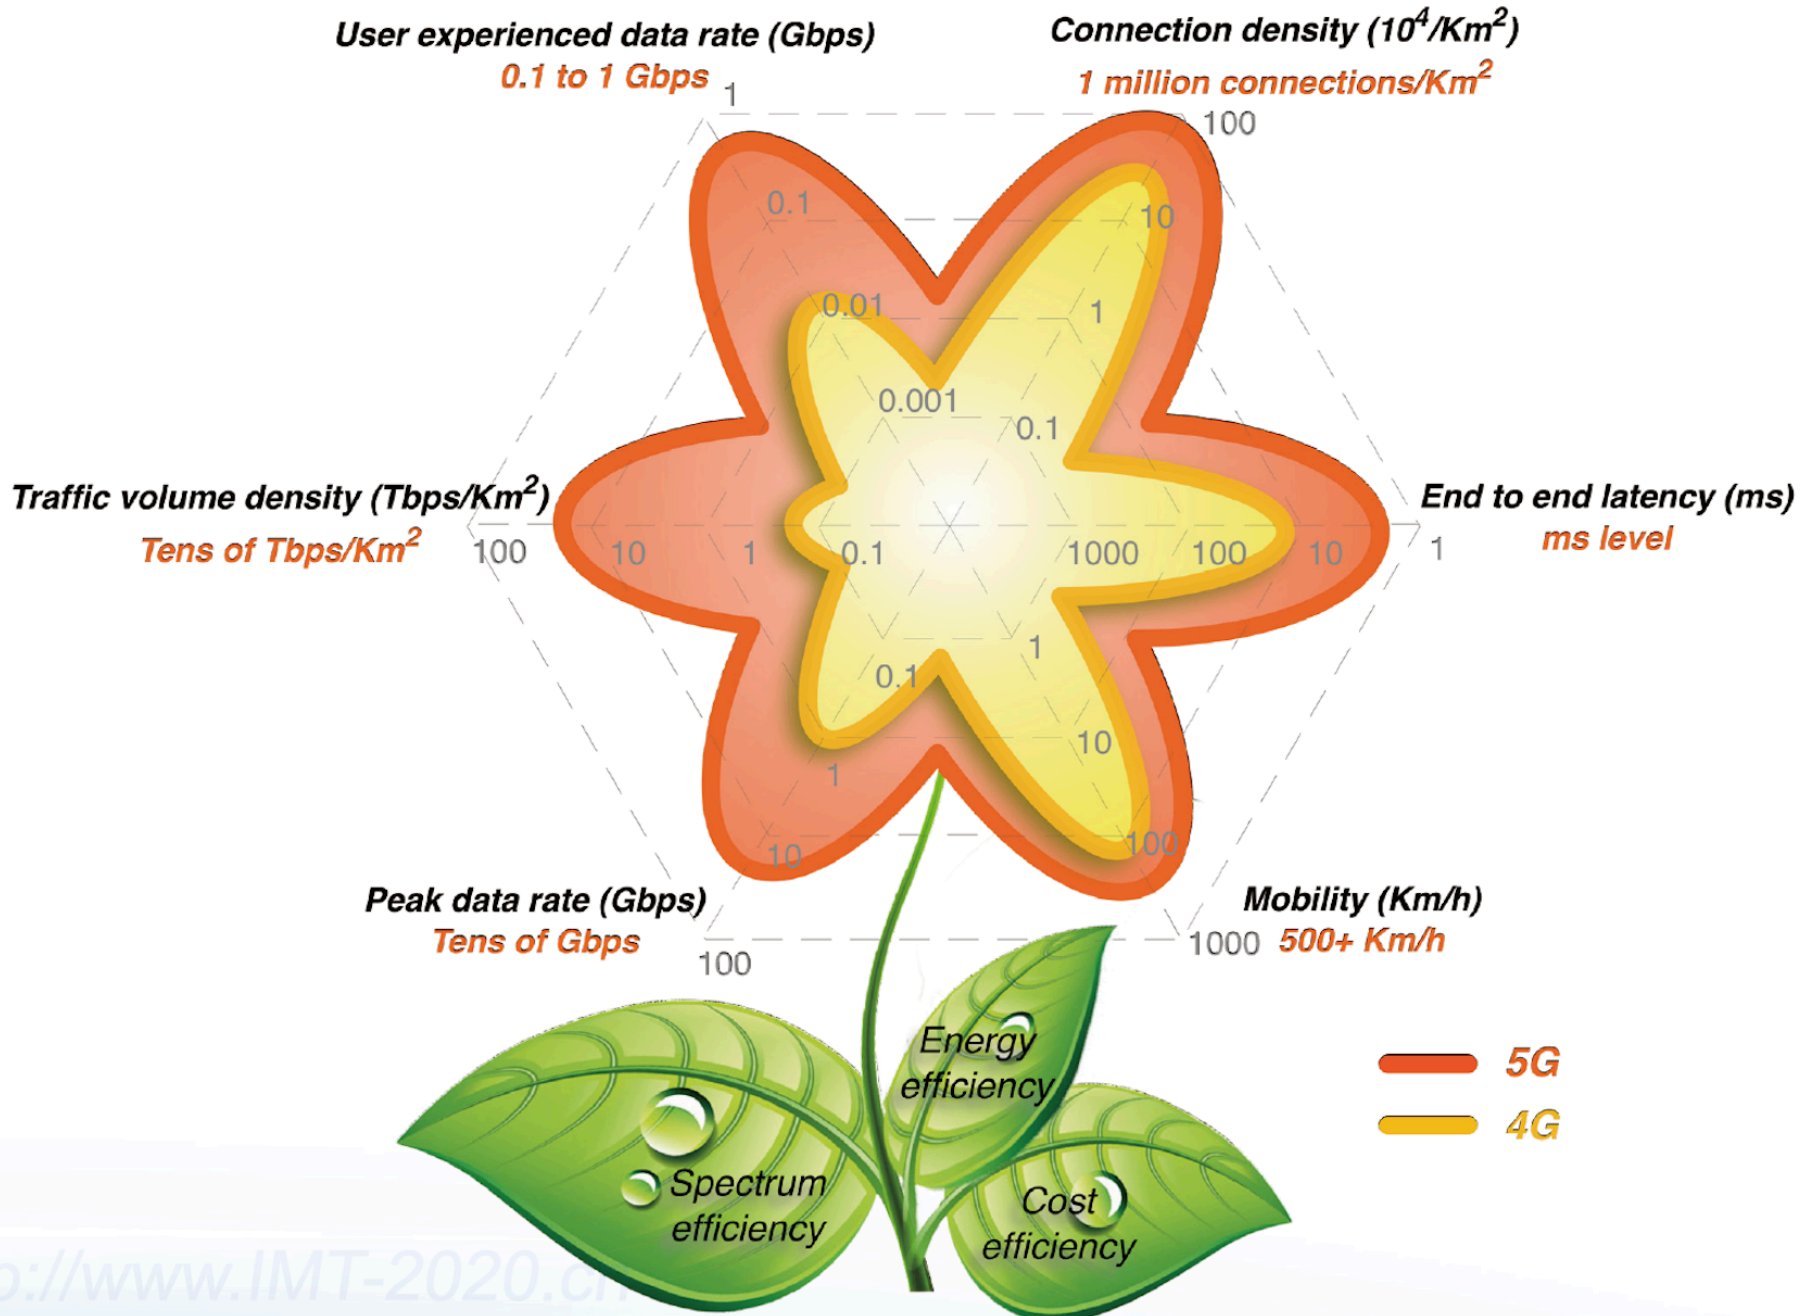 User experienced data rate (Gbps)
0.1 to 1 Gbps
Connection density (10⁴/Km²)
1 million connections/Km²
1
100
0.1
10
0.01
1
0.001
0.1
Traffic volume density (Tbps/Km²)
Tens of Tbps/Km²
End to end latency (ms)
ms level
100
10
1
0.1
1000
100
10
1
0.1
1
1
10
10
100
Peak data rate (Gbps)
Tens of Gbps
Mobility (Km/h)
500+ Km/h
100
1000
Energy
efficiency
5G
4G
Spectrum
efficiency
Cost
efficiency
p://www.IMT-2020.cn